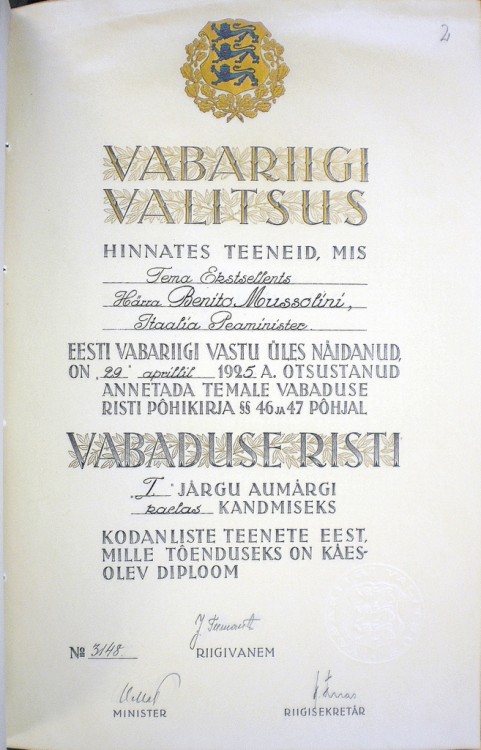 2
VABARIIGI
VALITSUS
HINNATES TEENEID, MIS
Tema Ekstsellents
Härra Benito Mussolini,
Itaalia Peaminister
EESTI VABARIIGI VASTU ÜLES NÄIDANUD,
ON „29" aprillil 1925 A. OTSUSTANUD
ANNETADA TEMALE VABADUSE
RISTI PÕHIKIRJA §§ 46 JA 47 PÕHJAL
VABADUSE RISTI
„I" JÄRGU AUMÄRGI
paelas KANDMISEKS
KODANLISTE TEENETE EEST,
MILLE TÕENDUSEKS ON KÄES-
OLEV DIPLOOM
№ 3148.
RIIGIVANEM
MINISTER
RIIGISEKRETÄR